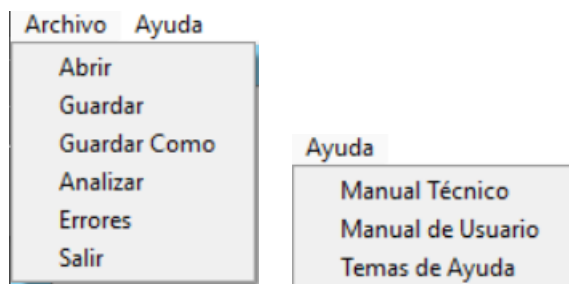 Archivo Ayuda
Abrir
Guardar
Guardar Como
Analizar
Errores
Salir
Ayuda
Manual Técnico
Manual de Usuario
Temas de Ayuda